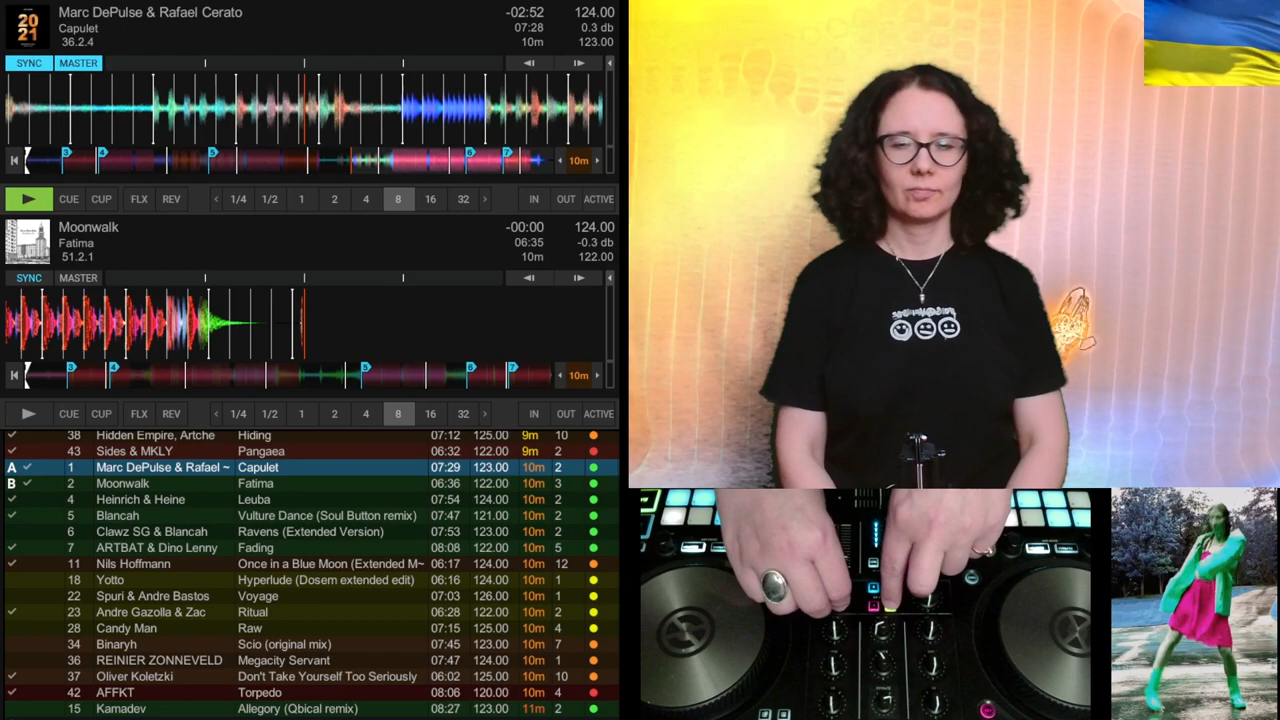 20
21
Marc DePulse & Rafael Cerato
Capulet
36.2.4
-02:52 124.00
07:28 0.3 db
10m 123.00
SYNC MASTER
3 4 5 6 7 10m
CUE CUP FLX REV < 1/4 1/2 1 2 4 8 16 32 > IN OUT ACTIVE
Moonwalk
Fatima
51.2.1
-00:00 124.00
06:35 -0.3 db
10m 122.00
SYNC MASTER
3 4 5 6 7 10m
CUE CUP FLX REV < 1/4 1/2 1 2 4 8 16 32 > IN OUT ACTIVE
38 Hidden Empire, Artche Hiding 07:12 125.00 9m 10
43 Sides & MKLY Pangaea 06:32 122.00 9m 2
A 1 Marc DePulse & Rafael ~ Capulet 07:29 123.00 10m 2
B 2 Moonwalk Fatima 06:36 122.00 10m 3
4 Heinrich & Heine Leuba 07:54 124.00 10m 2
5 Blancah Vulture Dance (Soul Button remix) 07:47 121.00 10m 2
6 Clawz SG & Blancah Ravens (Extended Version) 07:53 123.00 10m 2
7 ARTBAT & Dino Lenny Fading 08:08 122.00 10m 5
11 Nils Hoffmann Once in a Blue Moon (Extended M~ 06:17 124.00 10m 12
18 Yotto Hyperlude (Dosem extended edit) 06:16 124.00 10m 1
22 Spuri & Andre Bastos Voyage 07:03 126.00 10m 1
23 Andre Gazolla & Zac Ritual 06:28 122.00 10m 2
28 Candy Man Raw 07:15 125.00 10m 4
34 Binaryh Scio (original mix) 07:45 123.00 10m 7
36 REINIER ZONNEVELD Megacity Servant 07:47 124.00 10m 1
37 Oliver Koletzki Don't Take Yourself Too Seriously 06:02 125.00 10m 10
42 AFFKT Torpedo 08:06 120.00 10m 4
15 Kamadev Allegory (Qbical remix) 08:27 123.00 11m 2